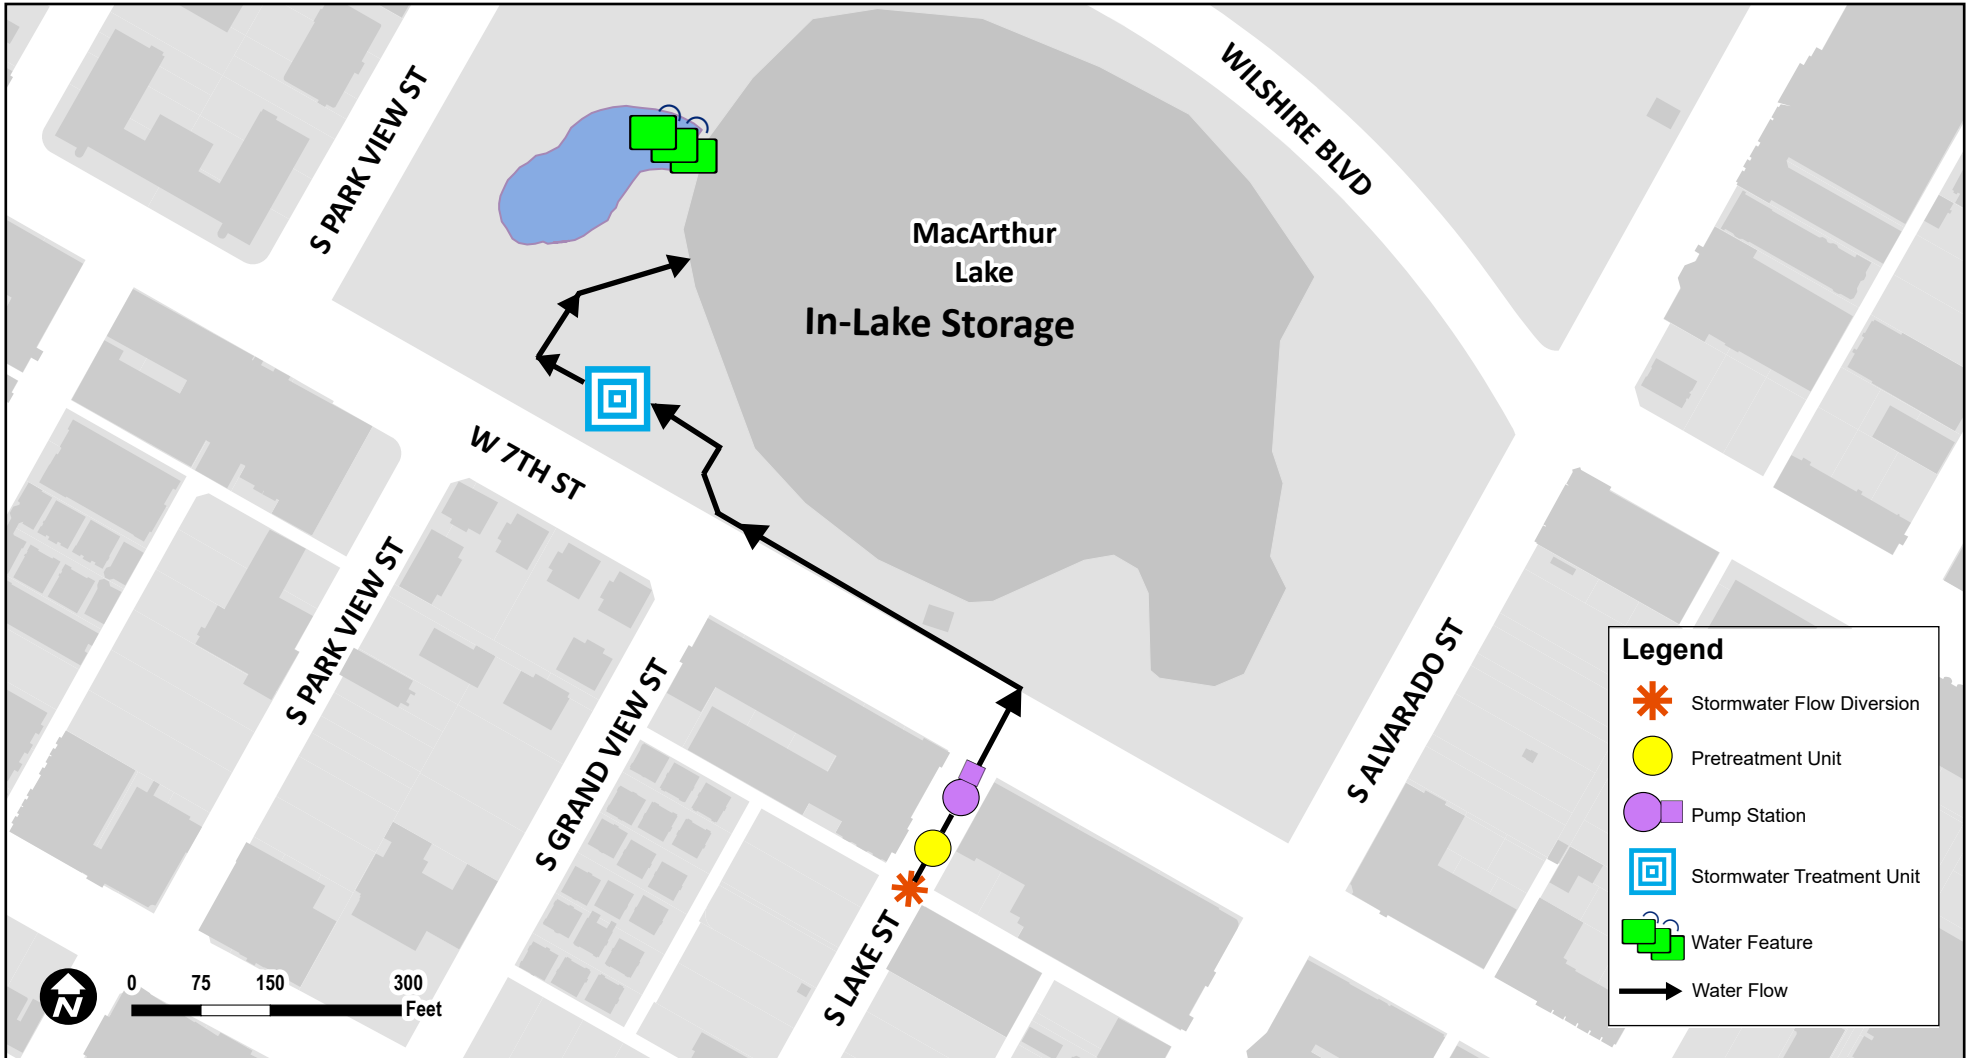 S PARK VIEW ST
WILSHIRE BLVD
MacArthur
Lake
In-Lake Storage
W 7TH ST
S PARK VIEW ST
S GRAND VIEW ST
S ALVARADO ST
S LAKE ST
Legend
Stormwater Flow Diversion
Pretreatment Unit
Pump Station
Stormwater Treatment Unit
Water Feature
Water Flow
N
0 75 150 300
Feet